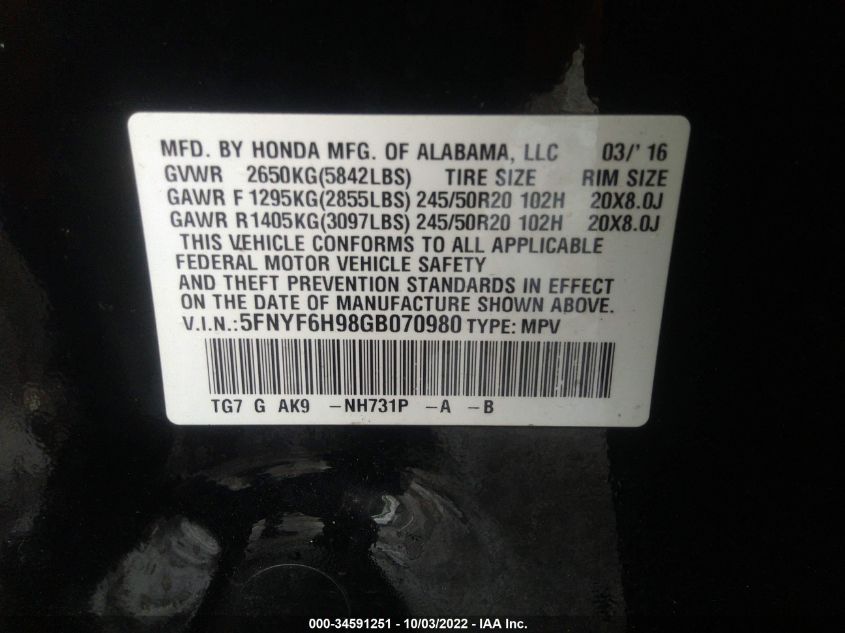 MFD. BY HONDA MFG. OF ALABAMA, LLC 03/' 16
GVWR 2650KG(5842LBS) TIRE SIZE RIM SIZE
GAWR F 1295KG(2855LBS) 245/50R20 102H 20X8.0J
GAWR R 1405KG(3097LBS) 245/50R20 102H 20X8.0J
THIS VEHICLE CONFORMS TO ALL APPLICABLE
FEDERAL MOTOR VEHICLE SAFETY
AND THEFT PREVENTION STANDARDS IN EFFECT
ON THE DATE OF MANUFACTURE SHOWN ABOVE.
V.I.N.:5FNYF6H98GB070980 TYPE: MPV
TG7 G AK9 -NH731P -A -B
000-34591251 - 10/03/2022 - IAA Inc.